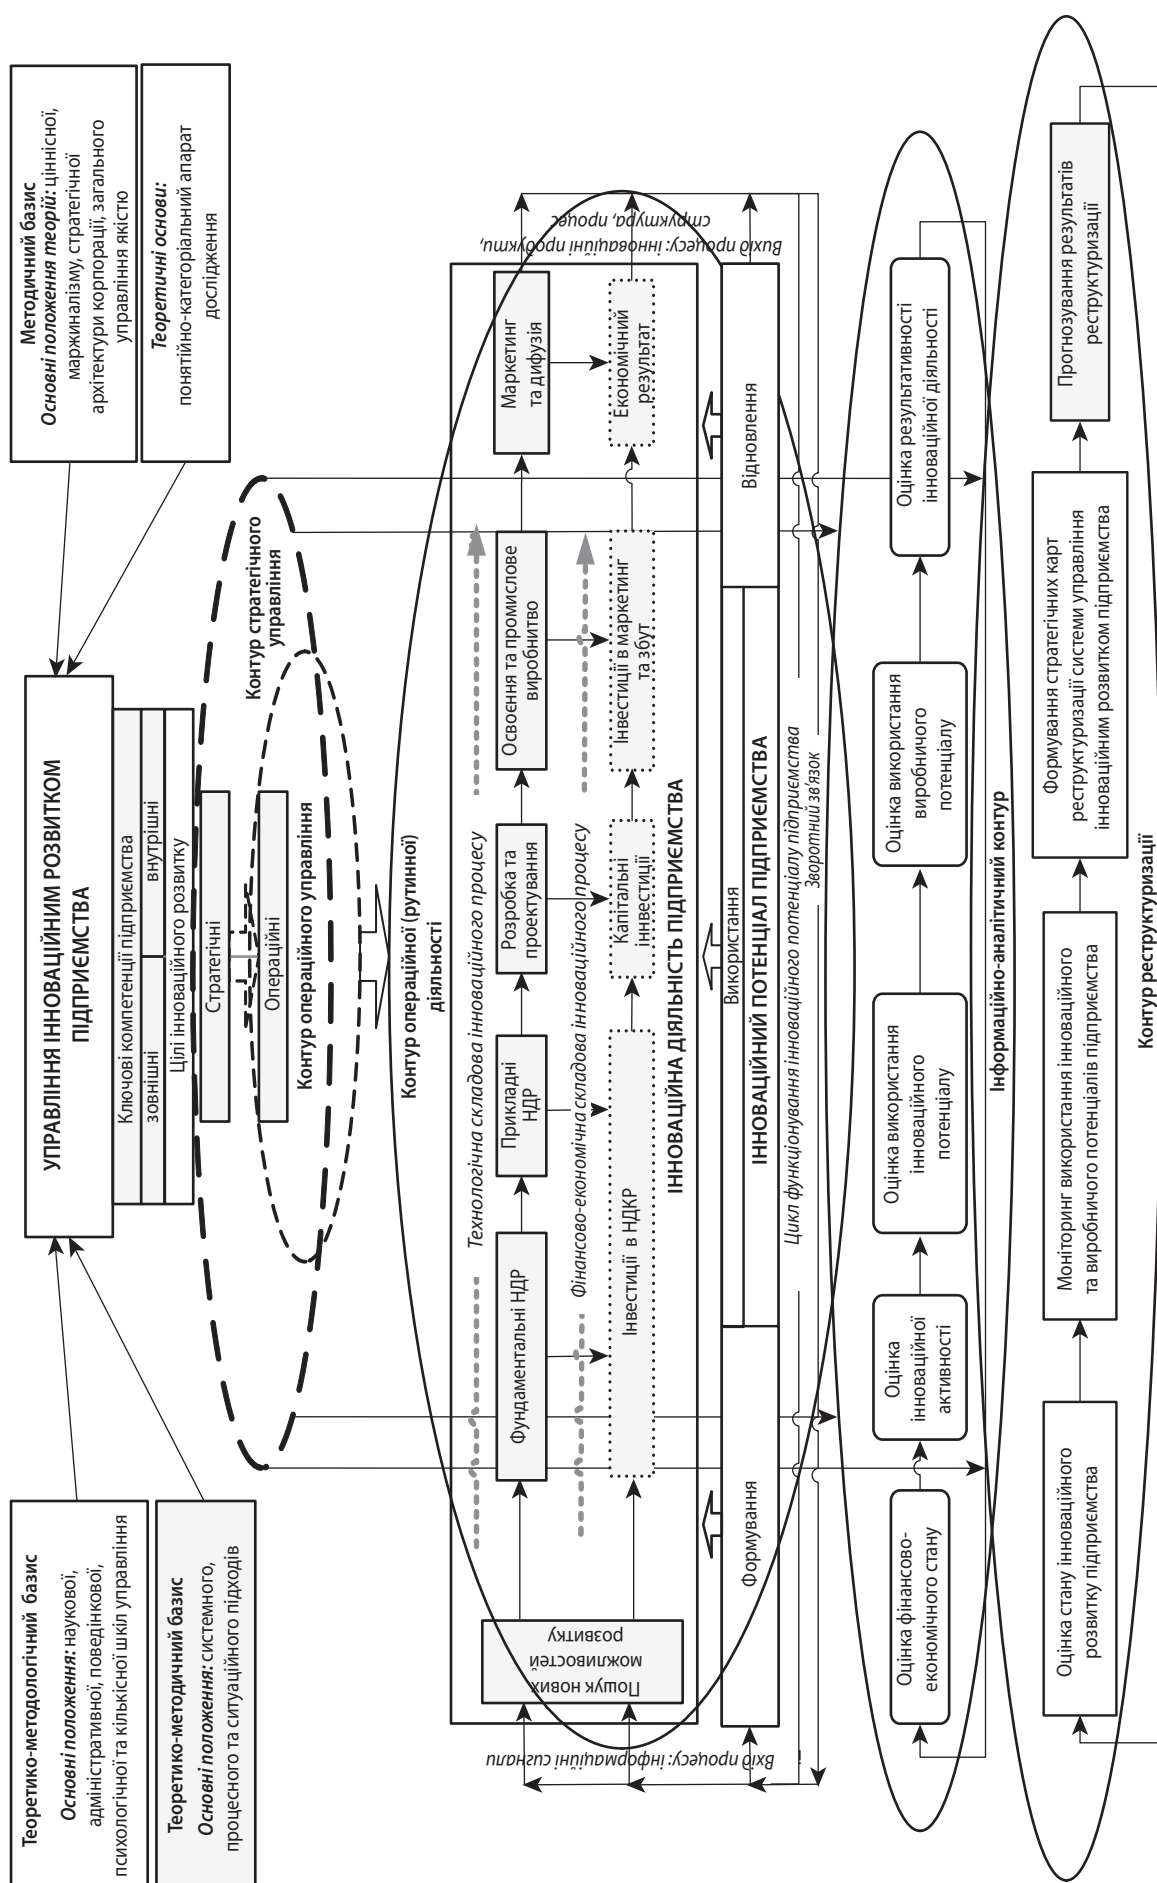 Теоретико-методологічний базис
Основні положення: наукової,
адміністративної, поведінкової,
психологічної та кількісної шкіл управління
Теоретико-методичний базис
Основні положення: системного,
процесного та ситуаційного підходів
УПРАВЛІННЯ ІННОВАЦІЙНИМ РОЗВИТКОМ
ПІДПРИЄМСТВА
Ключові компетенції підприємства
зовнішні
внутрішні
Цілі інноваційного розвитку
Методичний базис
Основні положення теорій: ціннісної,
маржиналізму, стратегічної
архітектури корпорації, загального
управління якістю
Теоретичні основи:
понятійно-категоріальний апарат
дослідження
Стратегічні
Контур стратегічного
управління
Операційні
Контур операційного управління
Контур операційної (рутинної)
діяльності
Технологічна складова інноваційного процесу
Пошук нових
можливостей
розвитку
Фундаментальні НДР
Прикладні
НДР
Розробка та
проектування
Освоєння та промислове
виробнитво
Маркетинг
та дифузія
Фінансово-економічна складова інноваційного процесу
Інвестиції в НДКР
Капітальні
інвестиції
Інвестиції в маркетинг
та збут
Економічний
результат
ІННОВАЦІЙНА ДІЯЛЬНІСТЬ ПІДПРИЄМСТВА
Вхід процесу: інформаційні сигнали
і
Вихід процесу: інноваційні продукти,
структура, процес
Формування
Використання
Відновлення
ІННОВАЦІЙНИЙ ПОТЕНЦІАЛ ПІДПРИЄМСТВА
Цикл функціонування інноваційного потенціалу підприємства
Зворотний зв'язок
Оцінка фінансово-
економічного стану
Оцінка
інноваційної
активності
Оцінка використання
інноваційного
потенціалу
Оцінка використання
виробничого
потенціалу
Оцінка результативності
інноваційної діяльності
Інформаційно-аналітичний контур
Оцінка стану інноваційного
розвитку підприємства
Моніторинг використання інноваційного
та виробничого потенціалів підприємства
Формування стратегічних карт
реструктуризації системи управління
інноваційним розвитком підприємства
Прогнозування результатів
реструктуризації
Контур реструктуризації